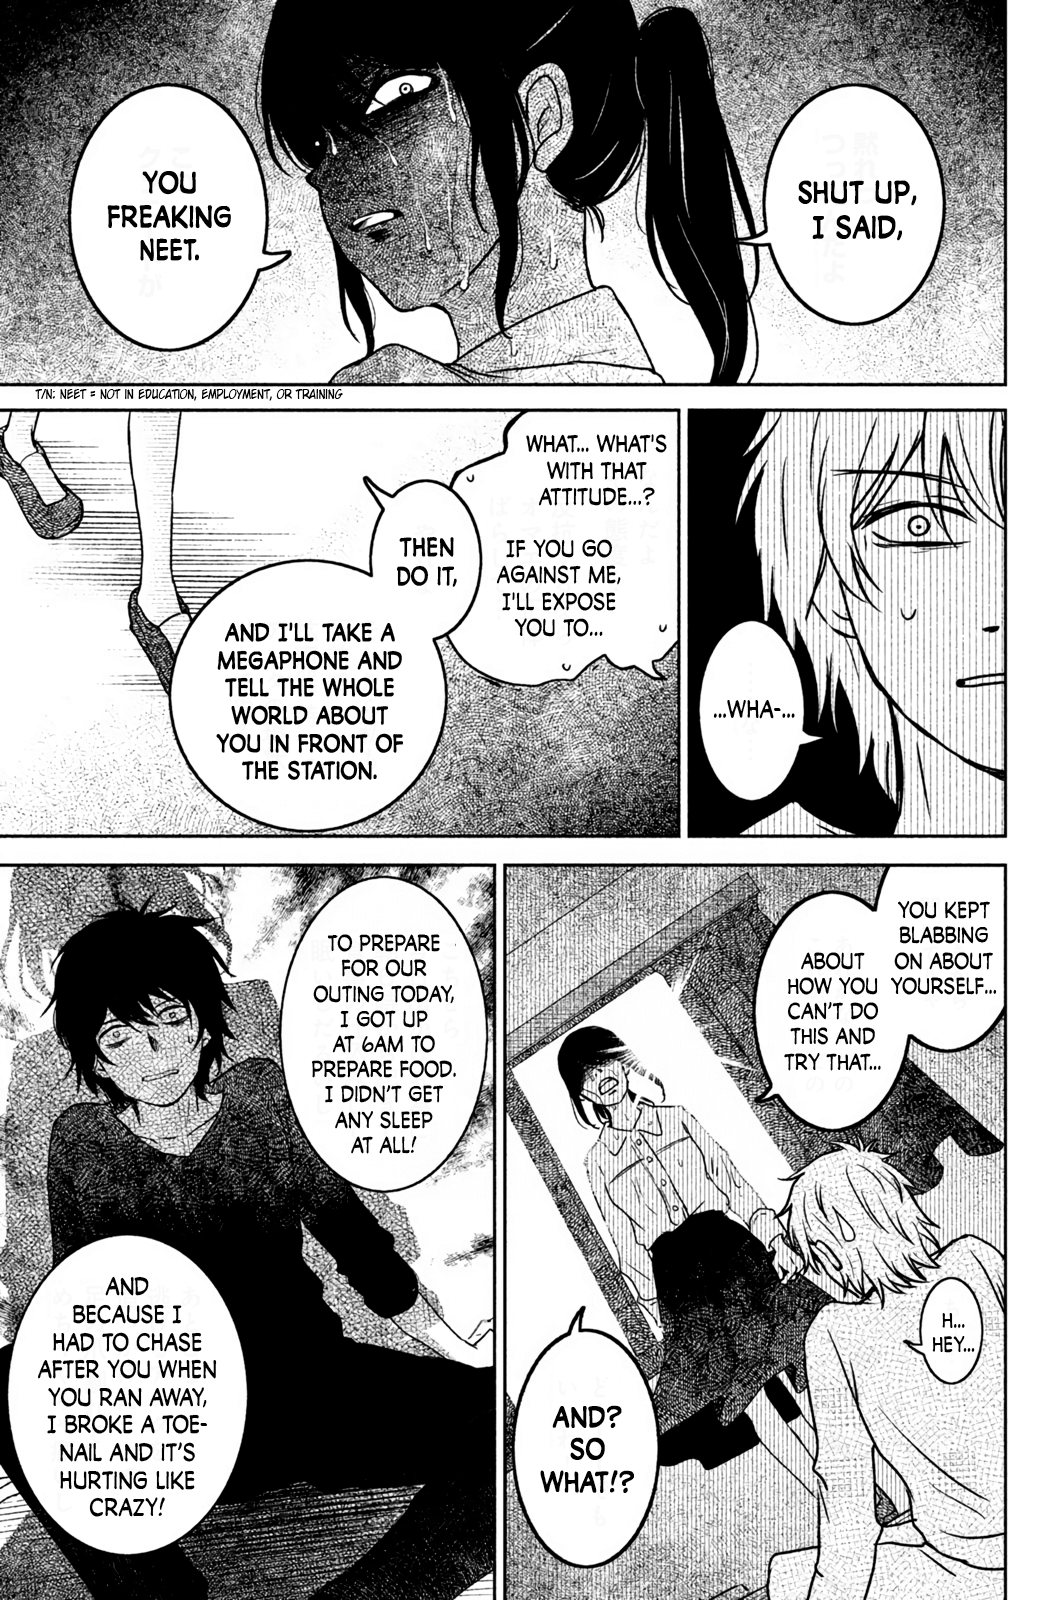 SHUT UP,
I SAID,
YOU
FREAKING
NEET.
T/N: NEET = NOT IN EDUCATION, EMPLOYMENT, OR TRAINING
...WHA-...
WHAT... WHAT'S
WITH THAT
ATTITUDE...?
IF YOU GO
AGAINST ME,
I'LL EXPOSE
YOU TO...
THEN
DO IT,
AND I'LL TAKE A
MEGAPHONE AND
TELL THE WHOLE
WORLD ABOUT
YOU IN FRONT OF
THE STATION.
YOU KEPT
BLABBING
ON ABOUT
YOURSELF...
ABOUT
HOW YOU
CAN'T DO
THIS AND
TRY THAT...
H...
HEY...
AND?
SO
WHAT!?
TO PREPARE
FOR OUR
OUTING TODAY,
I GOT UP
AT 6AM TO
PREPARE FOOD.
I DIDN'T GET
ANY SLEEP
AT ALL!
AND
BECAUSE I
HAD TO CHASE
AFTER YOU WHEN
YOU RAN AWAY,
I BROKE A TOE-
NAIL AND IT'S
HURTING LIKE
CRAZY!